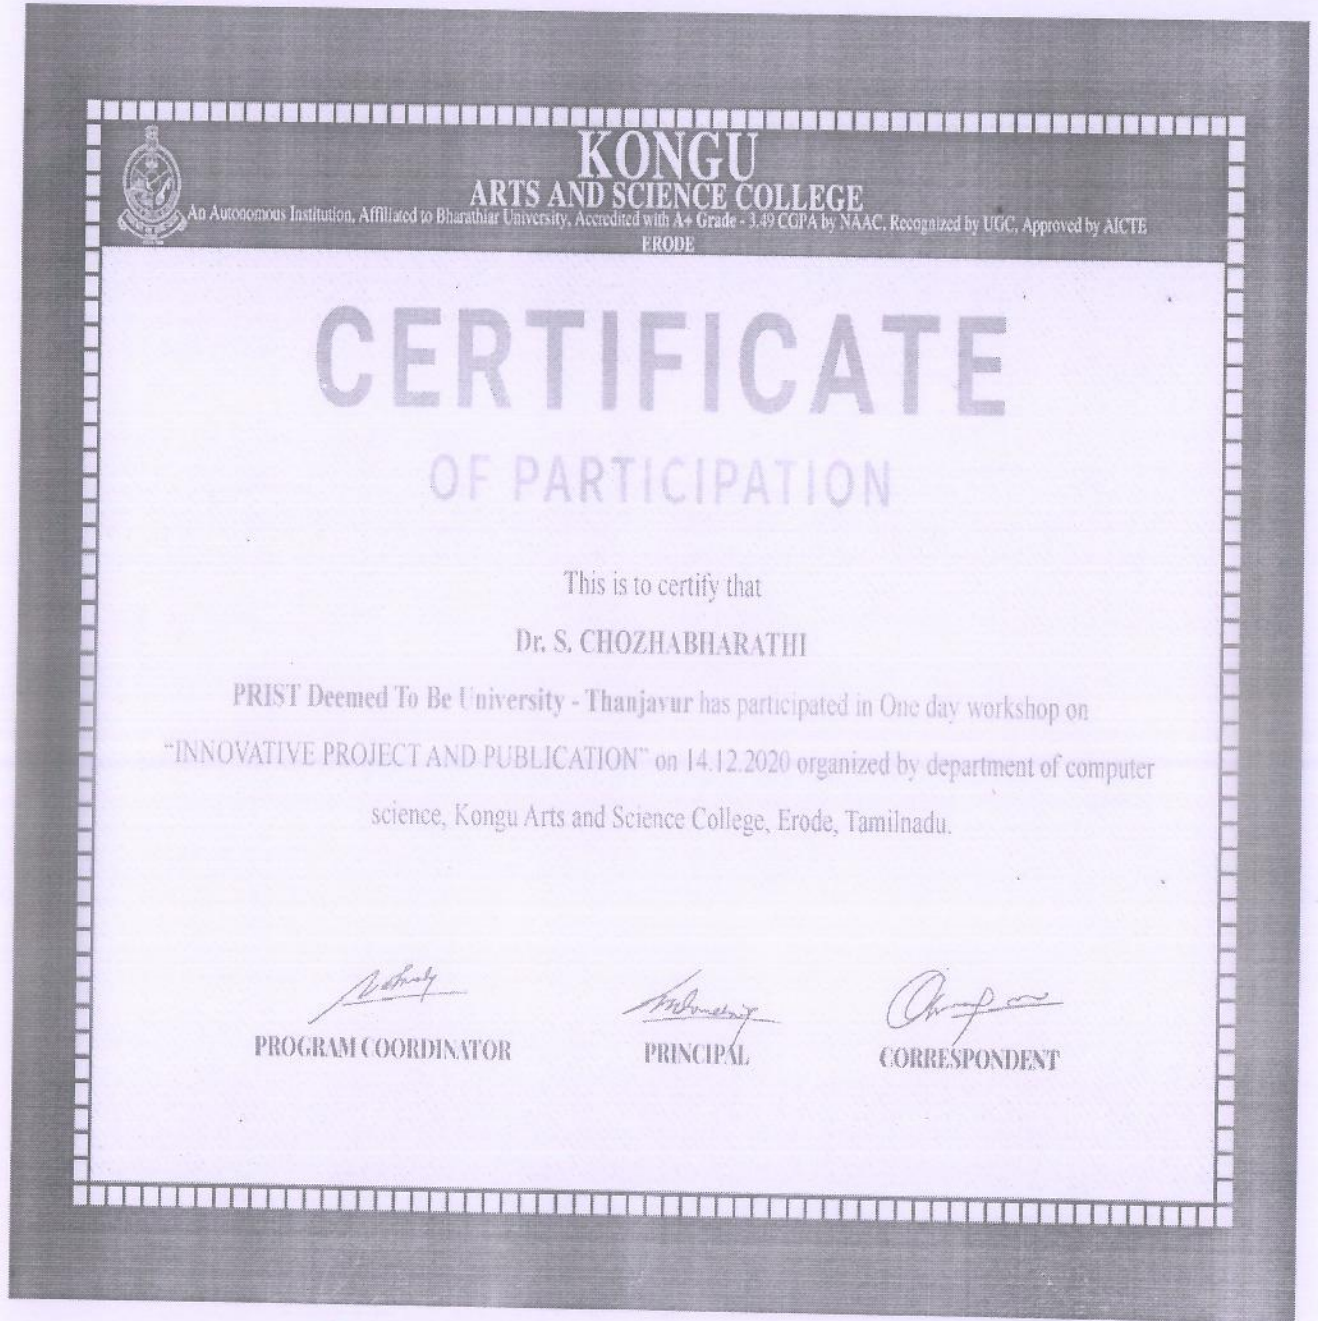 KONGU
ARTS AND SCIENCE COLLEGE
An Autonomous Institution, Affiliated to Bharathiar University, Accredited with A+ Grade - 3.49 CGPA by NAAC, Recognized by UGC, Approved by AICTE
ERODE
CERTIFICATE
OF PARTICIPATION
This is to certify that
Dr. S. CHOZHABHARATHI
PRIST Deemed To Be University - Thanjavur has participated in One day workshop on
“INNOVATIVE PROJECT AND PUBLICATION” on 14.12.2020 organized by department of computer
science, Kongu Arts and Science College, Erode, Tamilnadu.
PROGRAM COORDINATOR
PRINCIPAL
CORRESPONDENT